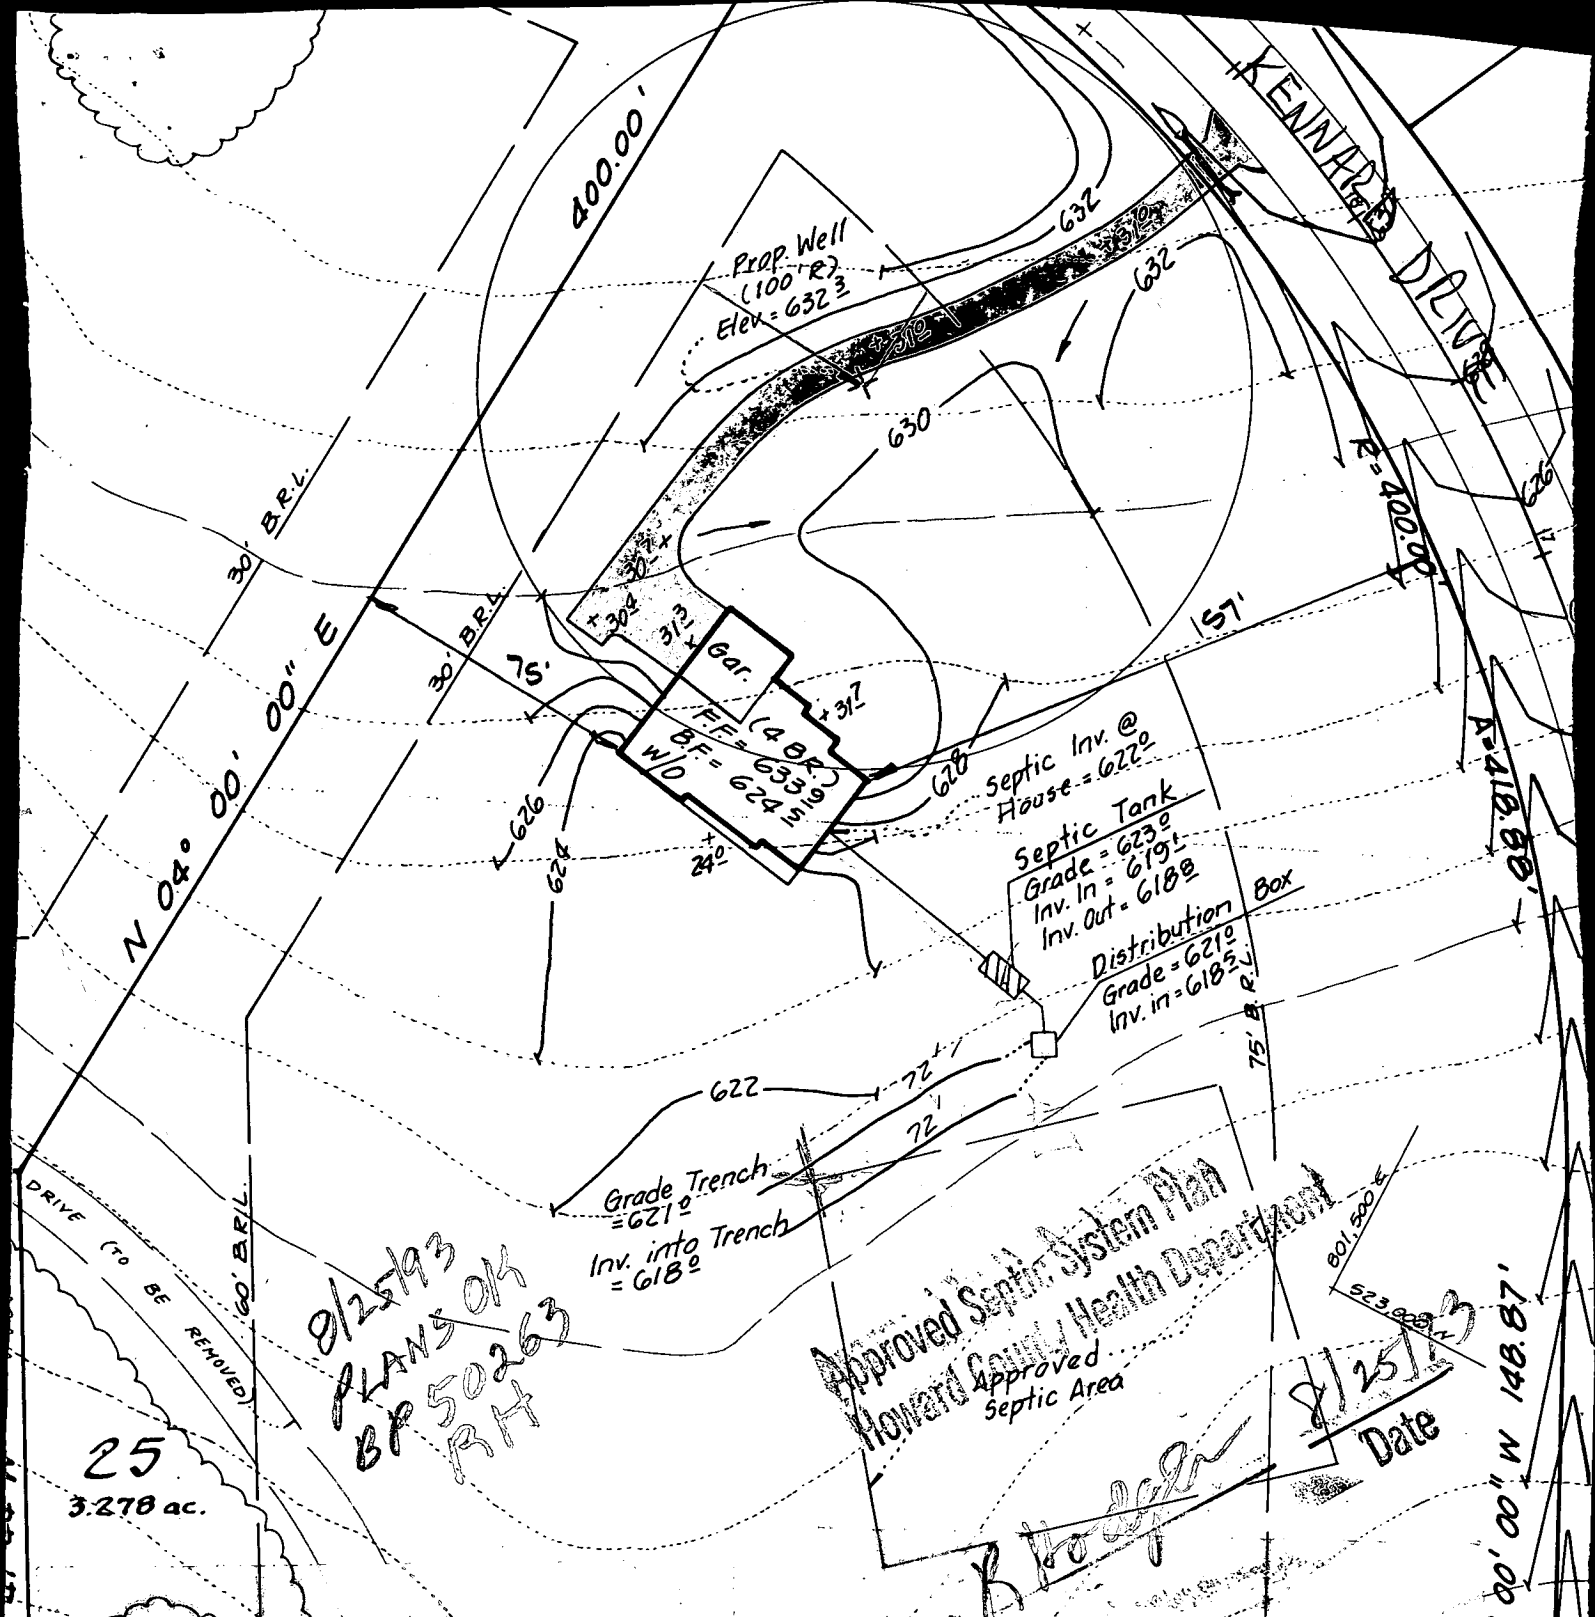 KENNARD DRIVE
400.00'
632
632
Prop. Well
(100' R)
Elev. = 632 3
+31 0
630
30' B.R.L.
30' B.R.L.
R=400.00'
626
N 04° 00' 00" E
75'
157'
+30 4
31 3
Gar.
+31 7
(4 BR.)
F.F. = 633 9
B.F. = 624 5
W/O
24 0
626
624
628
Septic Inv. @
House = 622 0
Septic Tank
Grade = 623 0
Inv. In = 619 1
Inv. Out = 618 8
Distribution Box
Grade = 621 0
Inv. in = 618 5
A=418.88'
75' B.R.L.
622
72'
72'
Grade Trench
= 621 0
Inv. into Trench
= 618 0
DRIVE (TO BE REMOVED)
60' B.R.L.
8/25/93
PLANS OK
BP 50263
RH
Approved Septic System Plan
Howard County Health Department
Approved
Septic Area
801,500 E
8/25/93
Date
R Hodges
25
3.278 ac.
00' 00" W 148.87'